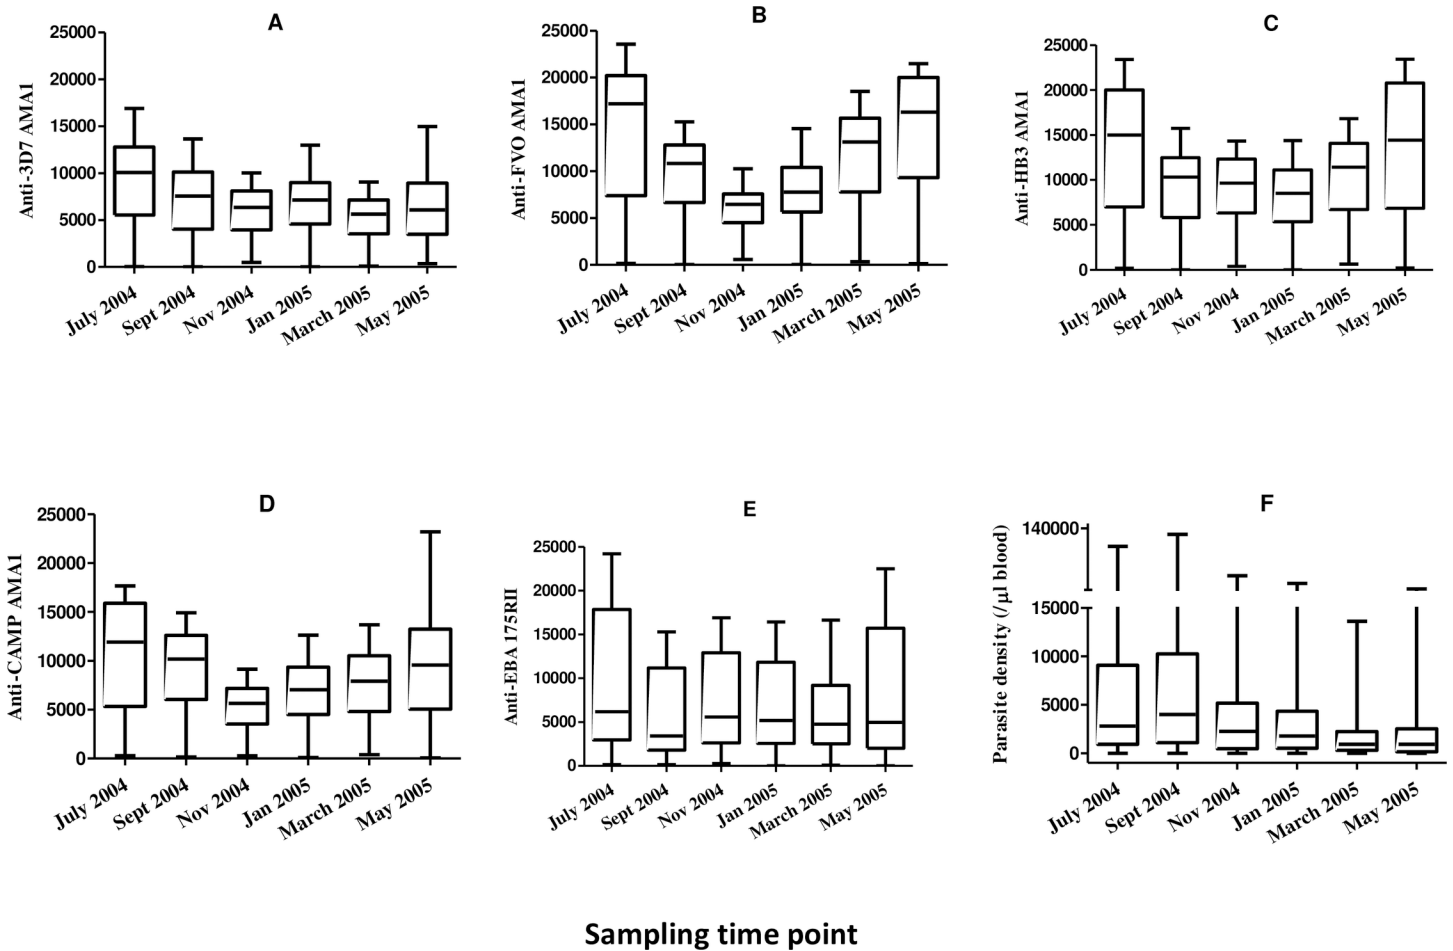 A
Anti-3D7 AMA1
25000
20000
15000
10000
5000
0
July 2004
Sept 2004
Nov 2004
Jan 2005
March 2005
May 2005
B
Anti-FVO AMA1
25000
20000
15000
10000
5000
0
July 2004
Sept 2004
Nov 2004
Jan 2005
March 2005
May 2005
C
Anti-HB3 AMA1
25000
20000
15000
10000
5000
0
July 2004
Sept 2004
Nov 2004
Jan 2005
March 2005
May 2005
D
Anti-CAMP AMA1
25000
20000
15000
10000
5000
0
July 2004
Sept 2004
Nov 2004
Jan 2005
March 2005
May 2005
E
Anti-EBA 175RII
25000
20000
15000
10000
5000
0
July 2004
Sept 2004
Nov 2004
Jan 2005
March 2005
May 2005
F
Parasite density (/μl blood)
140000
15000
10000
5000
0
July 2004
Sept 2004
Nov 2004
Jan 2005
March 2005
May 2005
Sampling time point